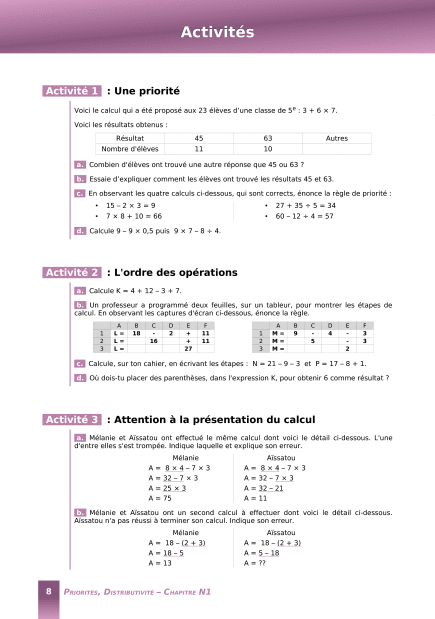 Activités
Activité 1 : Une priorité
Voici le calcul qui a été proposé aux 23 élèves d'une classe de 5e : 3 + 6 × 7.
Voici les résultats obtenus :
Résultat 45 63 Autres
Nombre d'élèves 11 10
a. Combien d'élèves ont trouvé une autre réponse que 45 ou 63 ?
b. Essaie d'expliquer comment les élèves ont trouvé les résultats 45 et 63.
c. En observant les quatre calculs ci-dessous, qui sont corrects, énonce la règle de priorité :
• 15 – 2 × 3 = 9 • 27 + 35 ÷ 5 = 34
• 7 × 8 + 10 = 66 • 60 – 12 ÷ 4 = 57
d. Calcule 9 – 9 × 0,5 puis 9 × 7 – 8 ÷ 4.
Activité 2 : L'ordre des opérations
a. Calcule K = 4 + 12 – 3 + 7.
b. Un professeur a programmé deux feuilles, sur un tableur, pour montrer les étapes de
calcul. En observant les captures d'écran ci-dessous, énonce la règle.
A B C D E F A B C D E F
1 L = 18 - 2 + 11 1 M = 9 - 4 - 3
2 L = 16 + 11 2 M = 5 - 3
3 L = 27 3 M = 2
c. Calcule, sur ton cahier, en écrivant les étapes : N = 21 – 9 – 3 et P = 17 – 8 + 1.
d. Où dois-tu placer des parenthèses, dans l'expression K, pour obtenir 6 comme résultat ?
Activité 3 : Attention à la présentation du calcul
a. Mélanie et Aïssatou ont effectué le même calcul dont voici le détail ci-dessous. L'une
d'entre elles s'est trompée. Indique laquelle et explique son erreur.
Mélanie Aïssatou
A = 8 × 4 – 7 × 3 A = 8 × 4 – 7 × 3
A = 32 – 7 × 3 A = 32 – 7 × 3
A = 25 × 3 A = 32 – 21
A = 75 A = 11
b. Mélanie et Aïssatou ont un second calcul à effectuer dont voici le détail ci-dessous.
Aïssatou n'a pas réussi à terminer son calcul. Indique son erreur.
Mélanie Aïssatou
A = 18 – (2 + 3) A = 18 – (2 + 3)
A = 18 – 5 A = 5 – 18
A = 13 A = ??
8 PRIORITÉS, DISTRIBUTIVITÉ – CHAPITRE N1